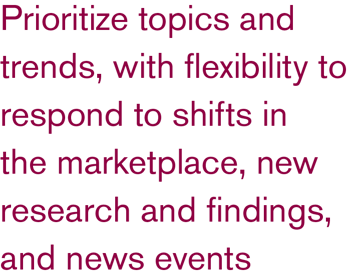 Prioritize topics and
trends, with flexibility to
respond to shifts in
the marketplace, new
research and findings,
and news events